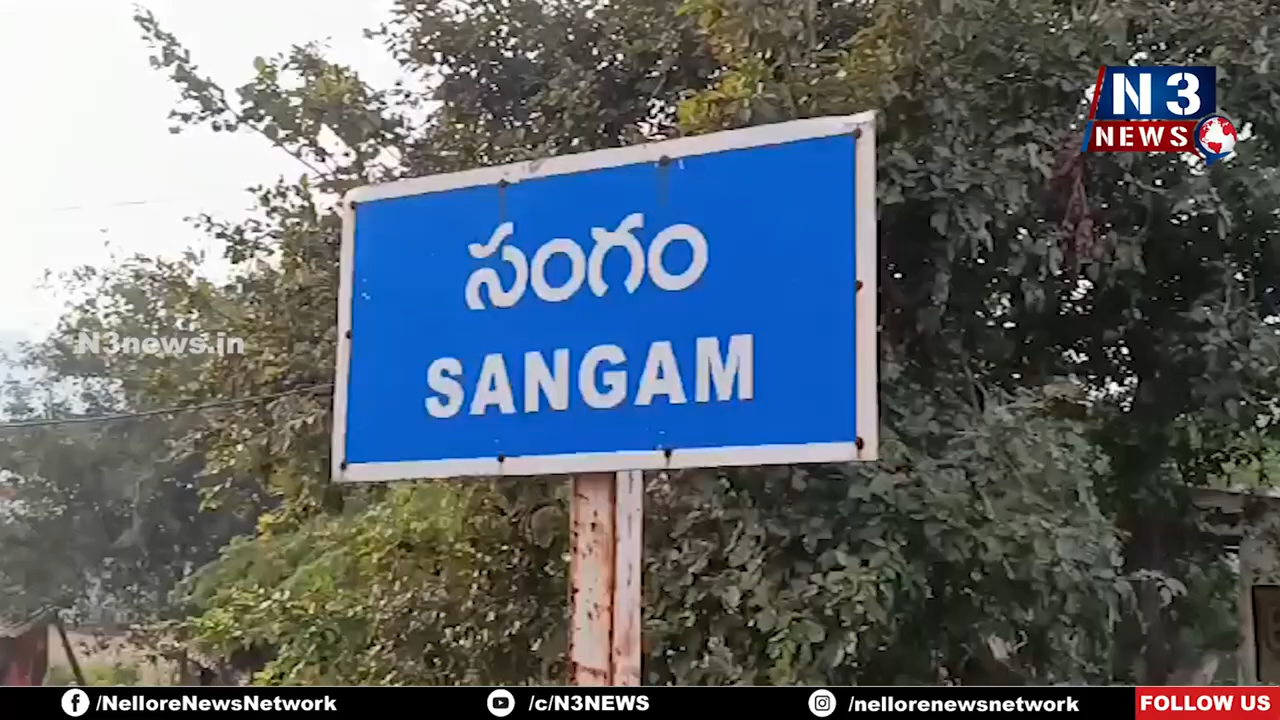 N3
NEWS
సంగం
N3news.in
SANGAM
/NelloreNewsNetwork /c/N3NEWS /nellorenewsnetwork FOLLOW US